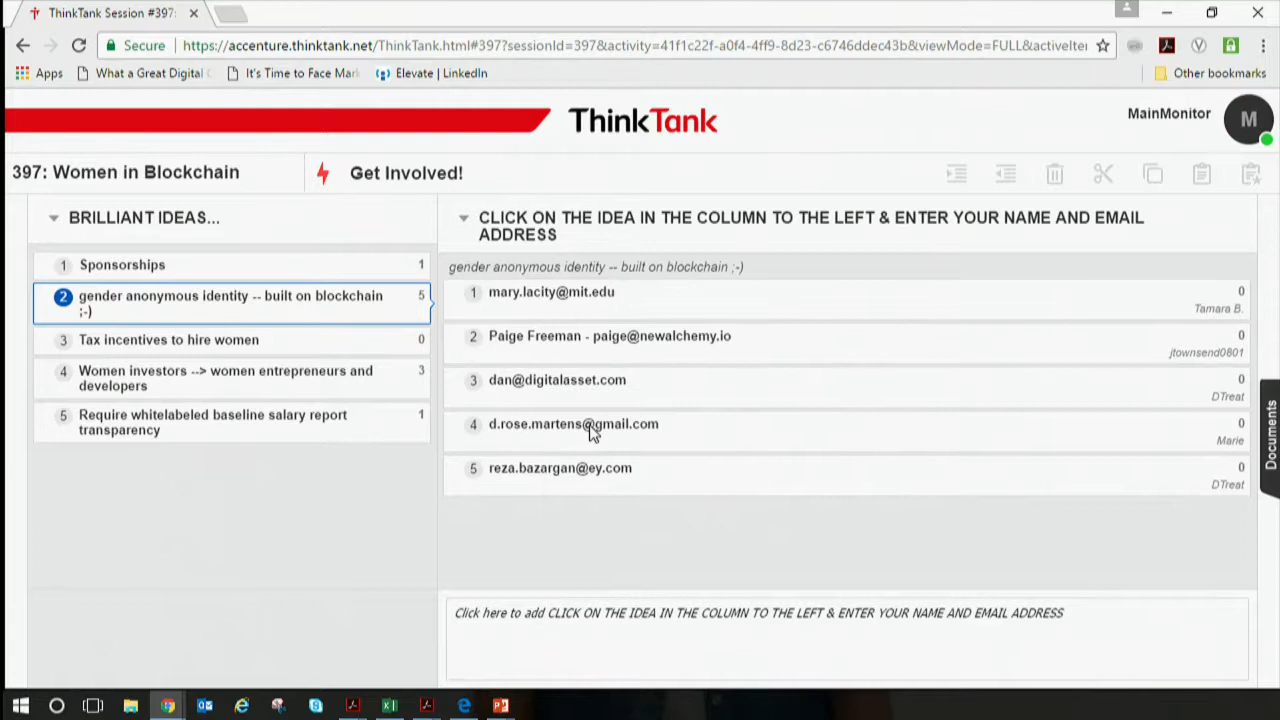 ThinkTank Session #397:
Secure
https://accenture.thinktank.net/ThinkTank.html#397?sessionId=397&activity=41f1c22f-a0f4-4ff9-8d23-c6746ddec43b&viewMode=FULL&activeIter
Apps
What a Great Digital
It's Time to Face Mar
Elevate | LinkedIn
Other bookmarks
ThinkTank
MainMonitor
M
397: Women in Blockchain
Get Involved!
BRILLIANT IDEAS...
1 Sponsorships 1
2 gender anonymous identity -- built on blockchain 5
;-)
3 Tax incentives to hire women 0
4 Women investors --> women entrepreneurs and 3
developers
5 Require whitelabeled baseline salary report 1
transparency
CLICK ON THE IDEA IN THE COLUMN TO THE LEFT & ENTER YOUR NAME AND EMAIL
ADDRESS
gender anonymous identity -- built on blockchain ;-)
1 mary.lacity@mit.edu 0
Tamara B.
2 Paige Freeman - paige@newalchemy.io 0
jtownsend0801
3 dan@digitalasset.com 0
DTreat
4 d.rose.martens@gmail.com 0
Marie
5 reza.bazargan@ey.com 0
DTreat
Click here to add CLICK ON THE IDEA IN THE COLUMN TO THE LEFT & ENTER YOUR NAME AND EMAIL ADDRESS
Documents